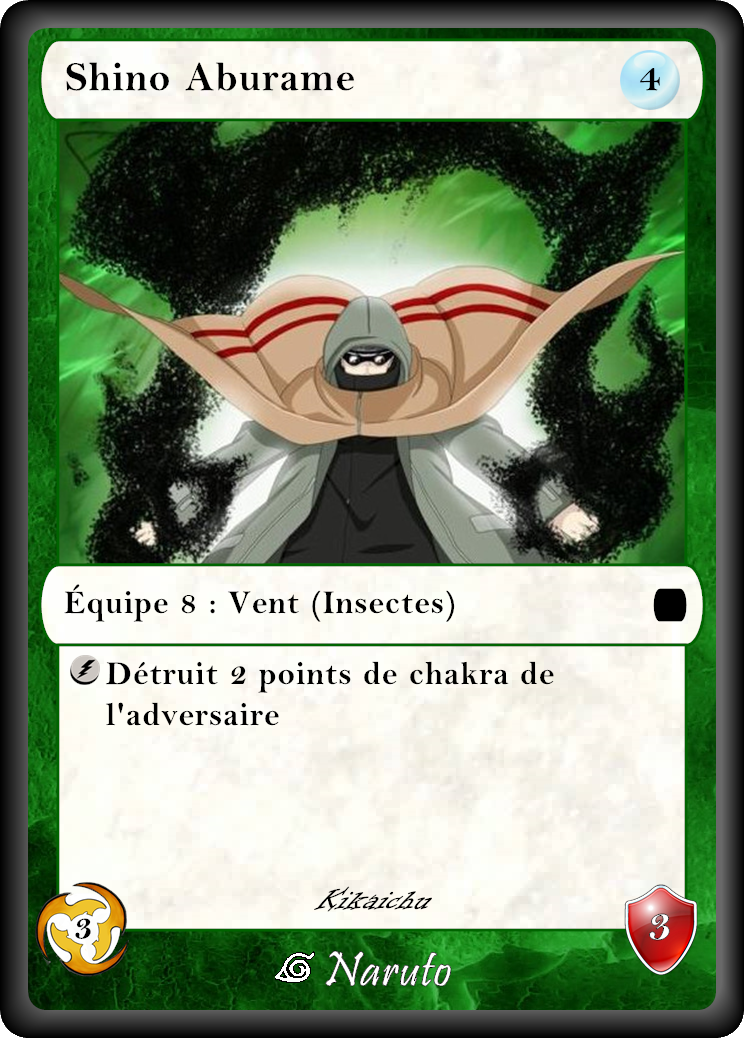 Shino Aburame
4
Équipe 8 : Vent (Insectes)
Détruit 2 points de chakra de
l'adversaire
Kikaichu
3
3
Naruto